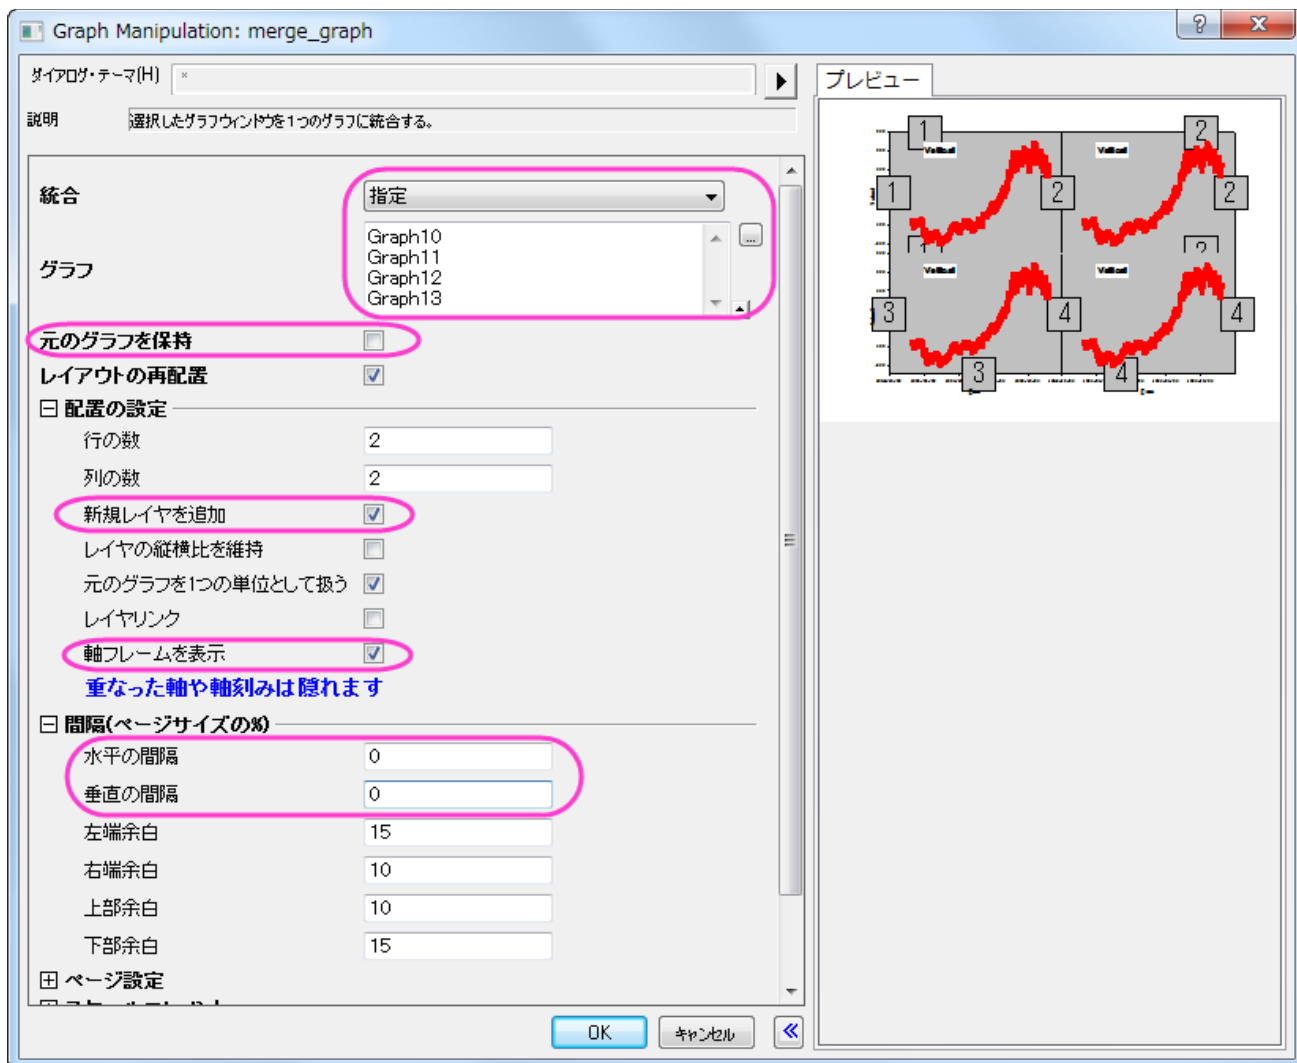 Graph Manipulation: merge_graph
ダイアログ・テーマ(H) *
説明 選択したグラフウィンドウを1つのグラフに統合する。
統合 指定
グラフ
Graph10
Graph11
Graph12
Graph13
...
元のグラフを保持
レイアウトの再配置
配置の設定
行の数 2
列の数 2
新規レイヤを追加
レイヤの縦横比を維持
元のグラフを1つの単位として扱う
レイヤリンク
軸フレームを表示
重なった軸や軸刻みは隠れます
間隔(ページサイズの%)
水平の間隔 0
垂直の間隔 0
左端余白 15
右端余白 10
上部余白 10
下部余白 15
ページ設定
OK キャンセル
プレビュー
1 2
1 2 2
1 2
3 4 4
3 4